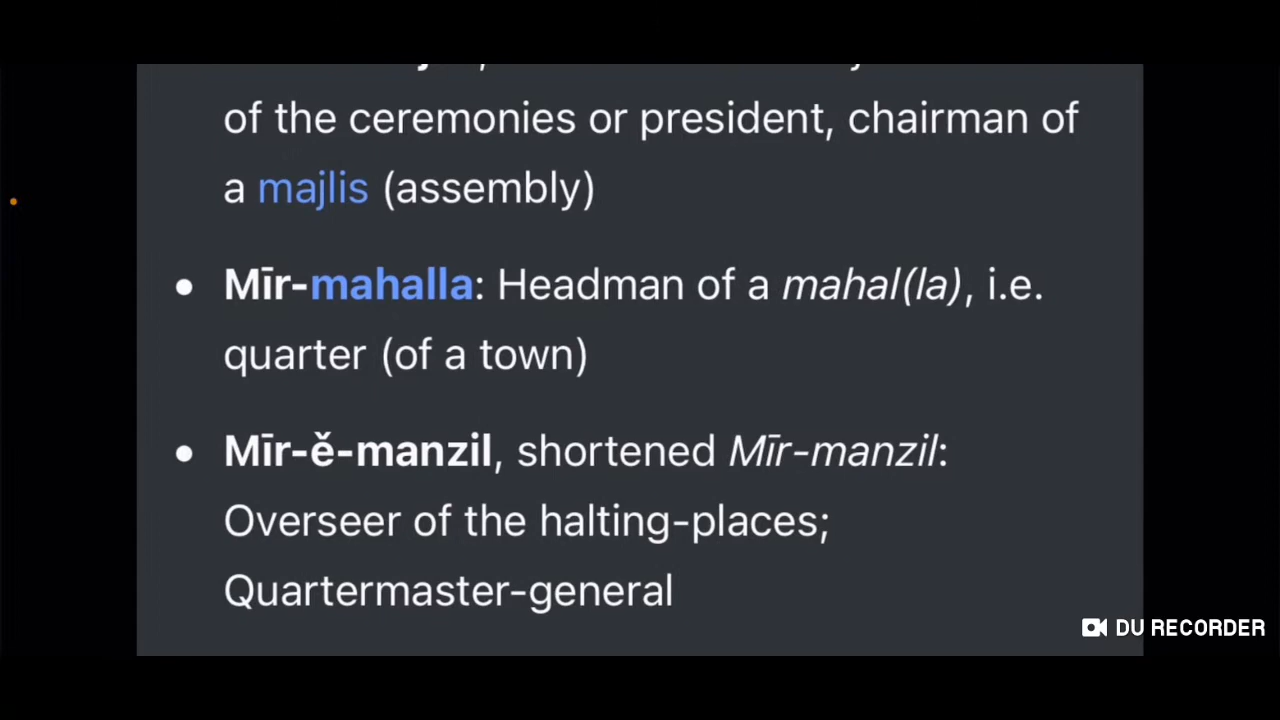 of the ceremonies or president, chairman of
a majlis (assembly)
• Mīr-mahalla: Headman of a mahal(la), i.e.
quarter (of a town)
• Mīr-ě-manzil, shortened Mīr-manzil:
Overseer of the halting-places;
Quartermaster-general
DU RECORDER